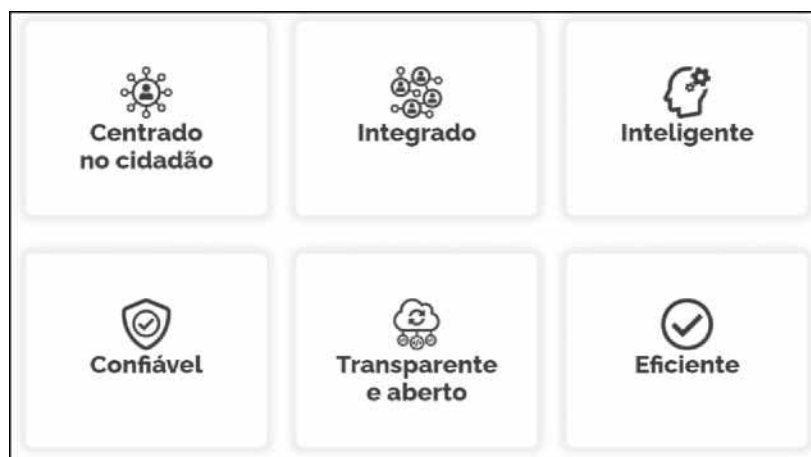 Centrado
no cidadão
Integrado
Inteligente
Confiável
Transparente
e aberto
Eficiente